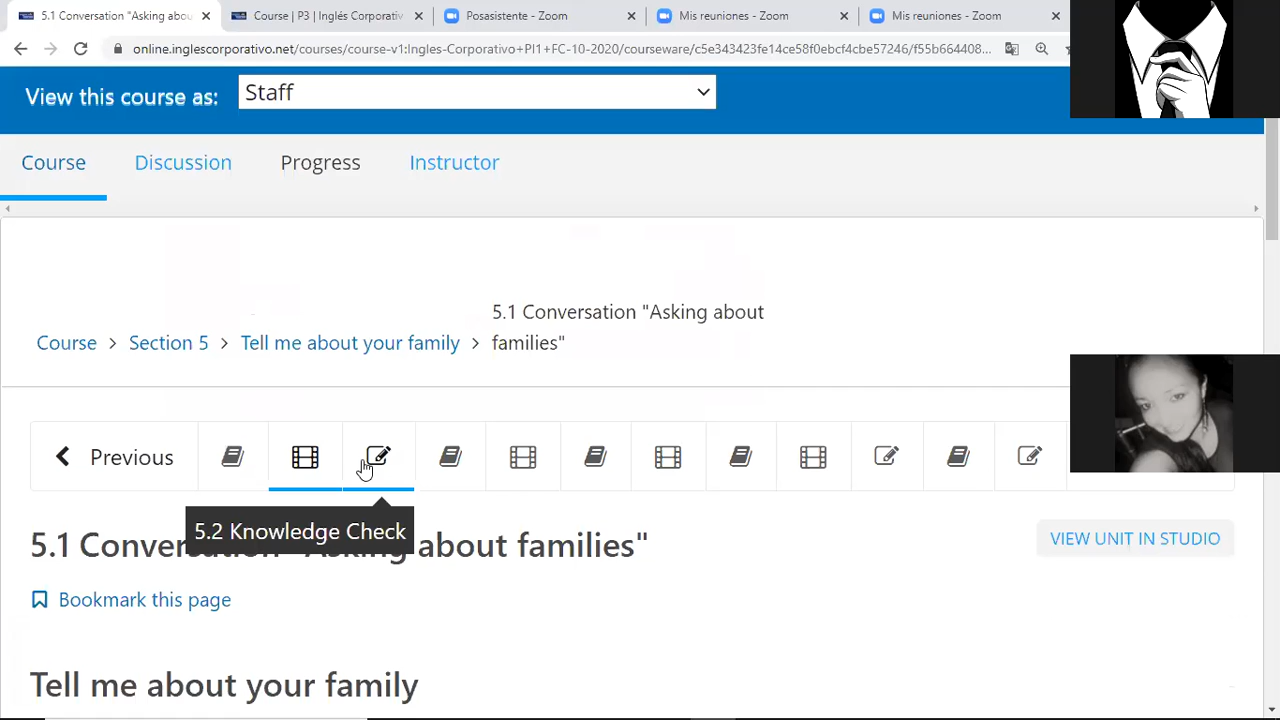 5.1 Conversation "Asking abou
Course | P3 | Inglés Corporativ
Posasistente - Zoom
Mis reuniones - Zoom
Mis reuniones - Zoom
online.inglescorporativo.net/courses/course-v1:Ingles-Corporativo+PI1+FC-10-2020/courseware/c5e343423fe14ce58f0ebcf4cbe57246/f55b664408...
View this course as:
Staff
Course
Discussion
Progress
Instructor
Course > Section 5 > Tell me about your family >
5.1 Conversation "Asking about
families"
Previous
5.2 Knowledge Check
5.1 Conver "Asking about families"
VIEW UNIT IN STUDIO
Bookmark this page
Tell me about your family